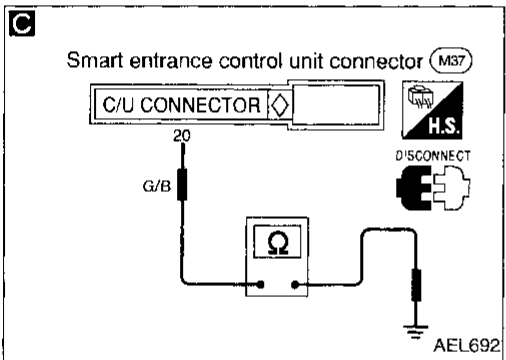 C
Smart entrance control unit connector M37
C/U CONNECTOR
H.S.
20
DISCONNECT
G/B
Ω
AEL692